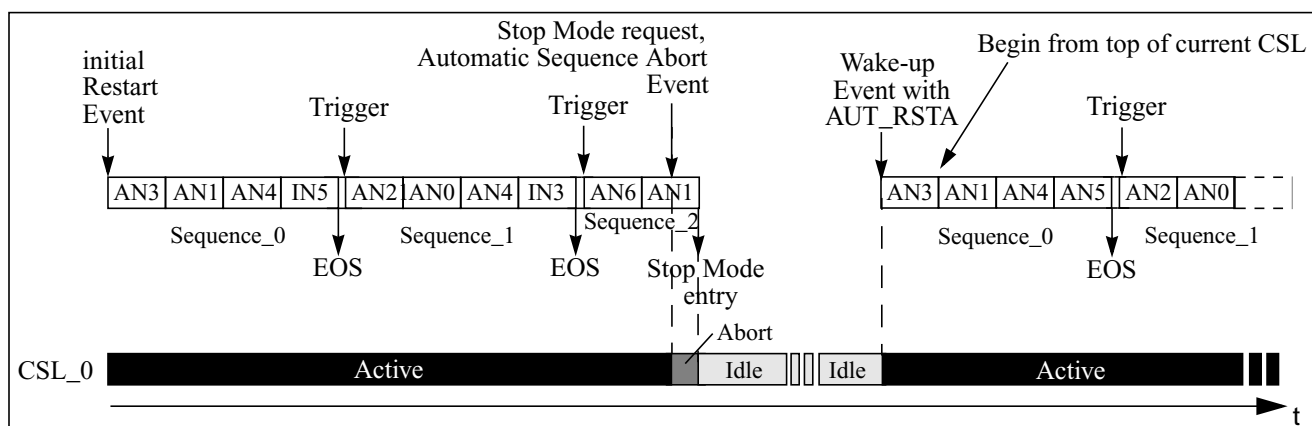 initial
Restart
Event
Trigger
Trigger
Stop Mode request,
Automatic Sequence Abort
Event
Wake-up
Event with
AUT_RSTA
Begin from top of current CSL
Trigger
AN3 AN1 AN4 IN5 AN21 AN0 AN4 IN3 AN6 AN1
AN3 AN1 AN4 AN5 AN2 AN0
Sequence_0
Sequence_1
Sequence_2
Sequence_0
Sequence_1
EOS
EOS
Stop Mode
entry
EOS
Abort
CSL_0
Active
Idle
Idle
Active
t